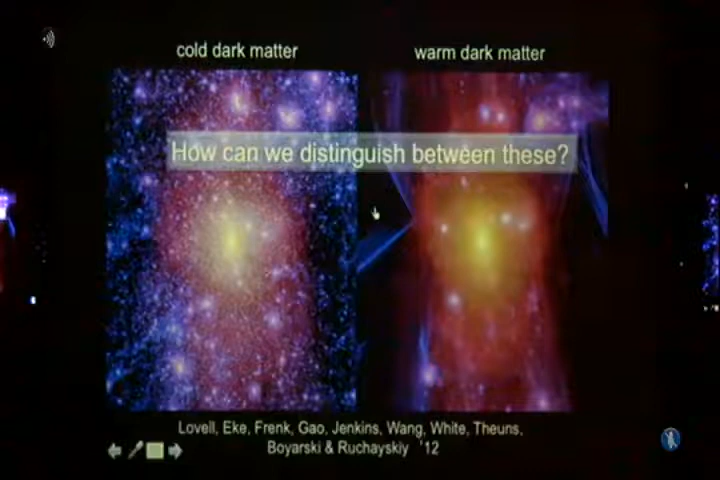 cold dark matter
warm dark matter
How can we distinguish between these?
Lovell, Eke, Frenk, Gao, Jenkins, Wang, White, Theuns,
Boyarski & Ruchayskiy '12